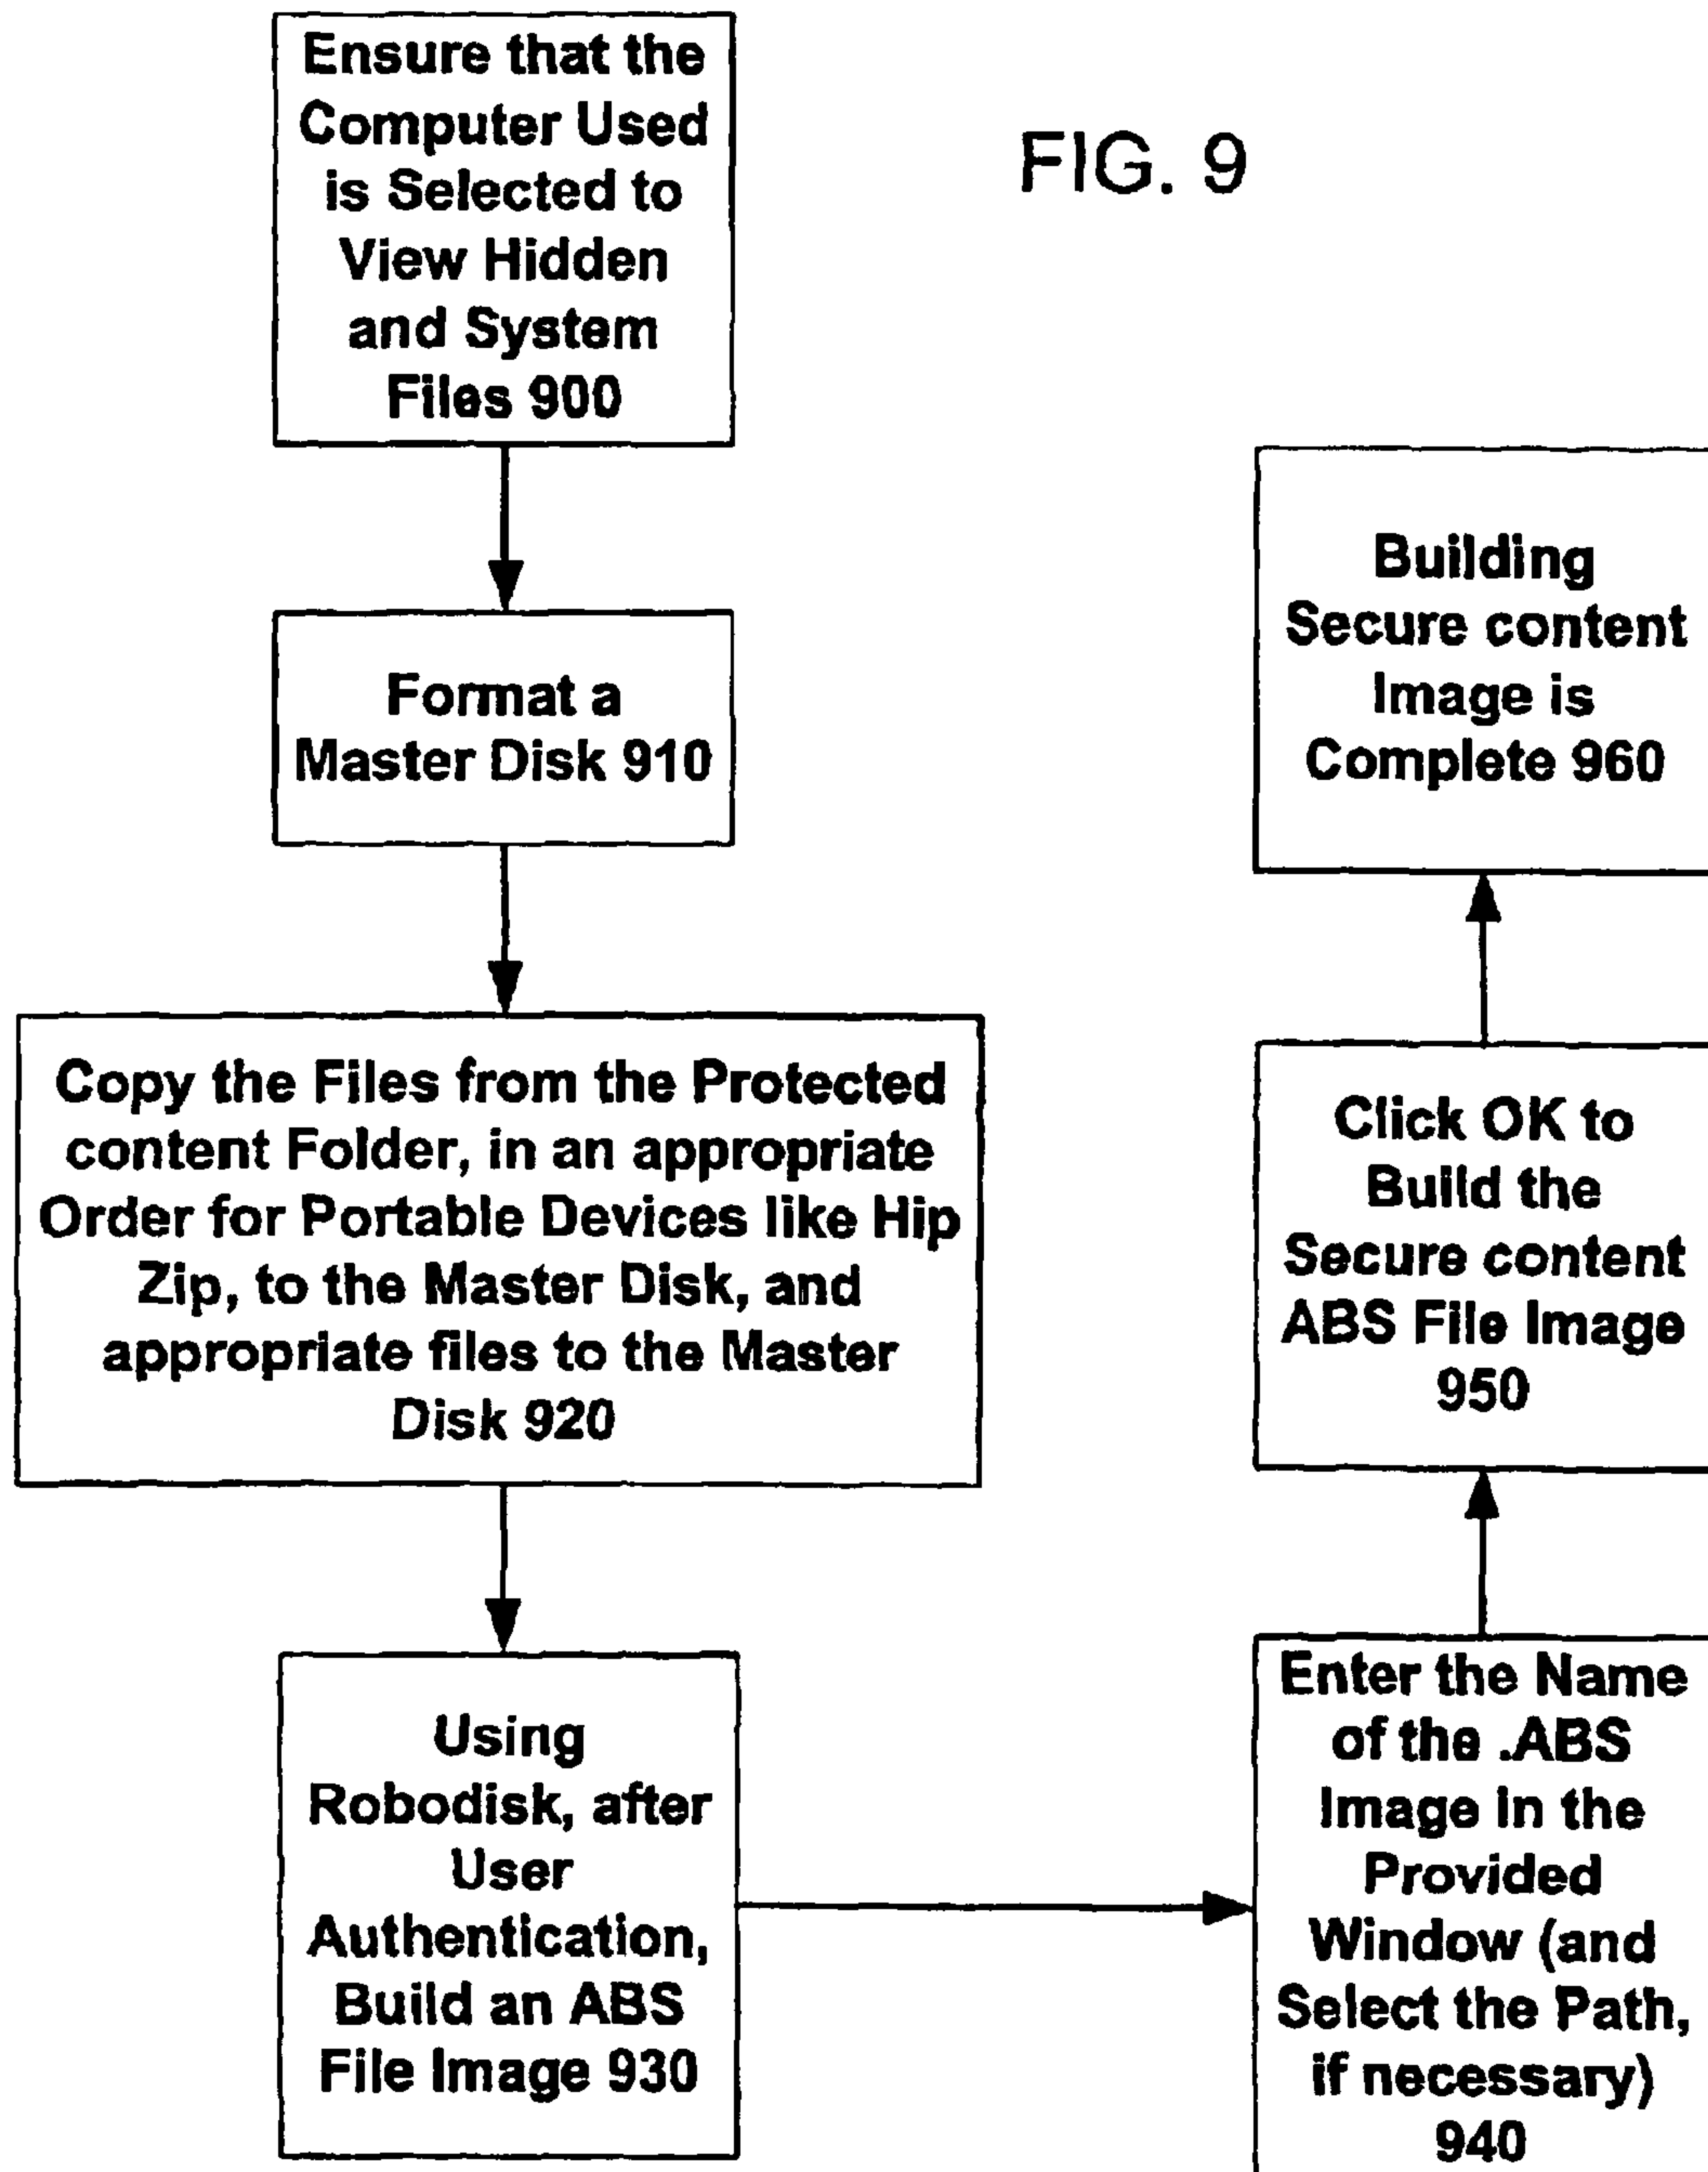 FIG. 9
Ensure that the
Computer Used
is Selected to
View Hidden
and System
Files 900
Format a
Master Disk 910
Copy the Files from the Protected
content Folder, in an appropriate
Order for Portable Devices like Hip
Zip, to the Master Disk, and
appropriate files to the Master
Disk 920
Using
Robodisk, after
User
Authentication,
Build an ABS
File Image 930
Enter the Name
of the .ABS
Image in the
Provided
Window (and
Select the Path,
if necessary)
940
Click OK to
Build the
Secure content
ABS File Image
950
Building
Secure content
Image is
Complete 960